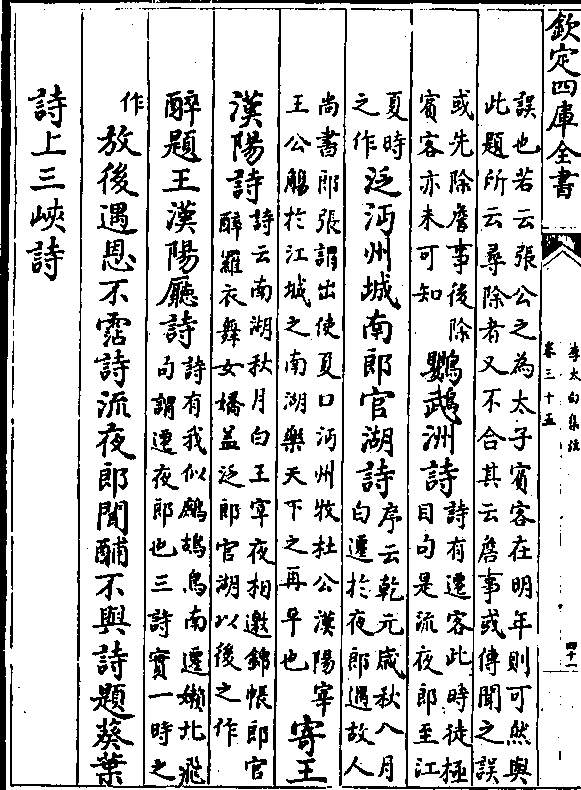 欽定四庫全書
李太白集注
卷三十五
四十一
誤也若云張公之為太子賓客在明年則可然與
此題所云尋除者又不合其云詹事或傳聞之誤
或先除詹事後除
賓客亦未可知
鸚鵡洲詩
詩有遷客此時徒極
目句是流夜郎至江
夏時
之作
泛沔州城南郎官湖詩
序云乾元歲秋八月
白遷於夜郎遇故人
尚書郎張謂出使夏口沔州牧杜公漢陽宰
王公觴於江城之南湖樂天下之再平也
寄王
漢陽詩
詩云南湖秋月白王宰夜相邀錦帳郎官
醉羅衣舞女嬌蓋泛郎官湖以後之作
醉題王漢陽廳詩
詩有我似鷓鴣鳥南遷嬾北飛
句謂遷夜郎也三詩實一時之
作
放後遇恩不霑詩流夜郎聞酺不與詩題葵葉
詩上三峽詩